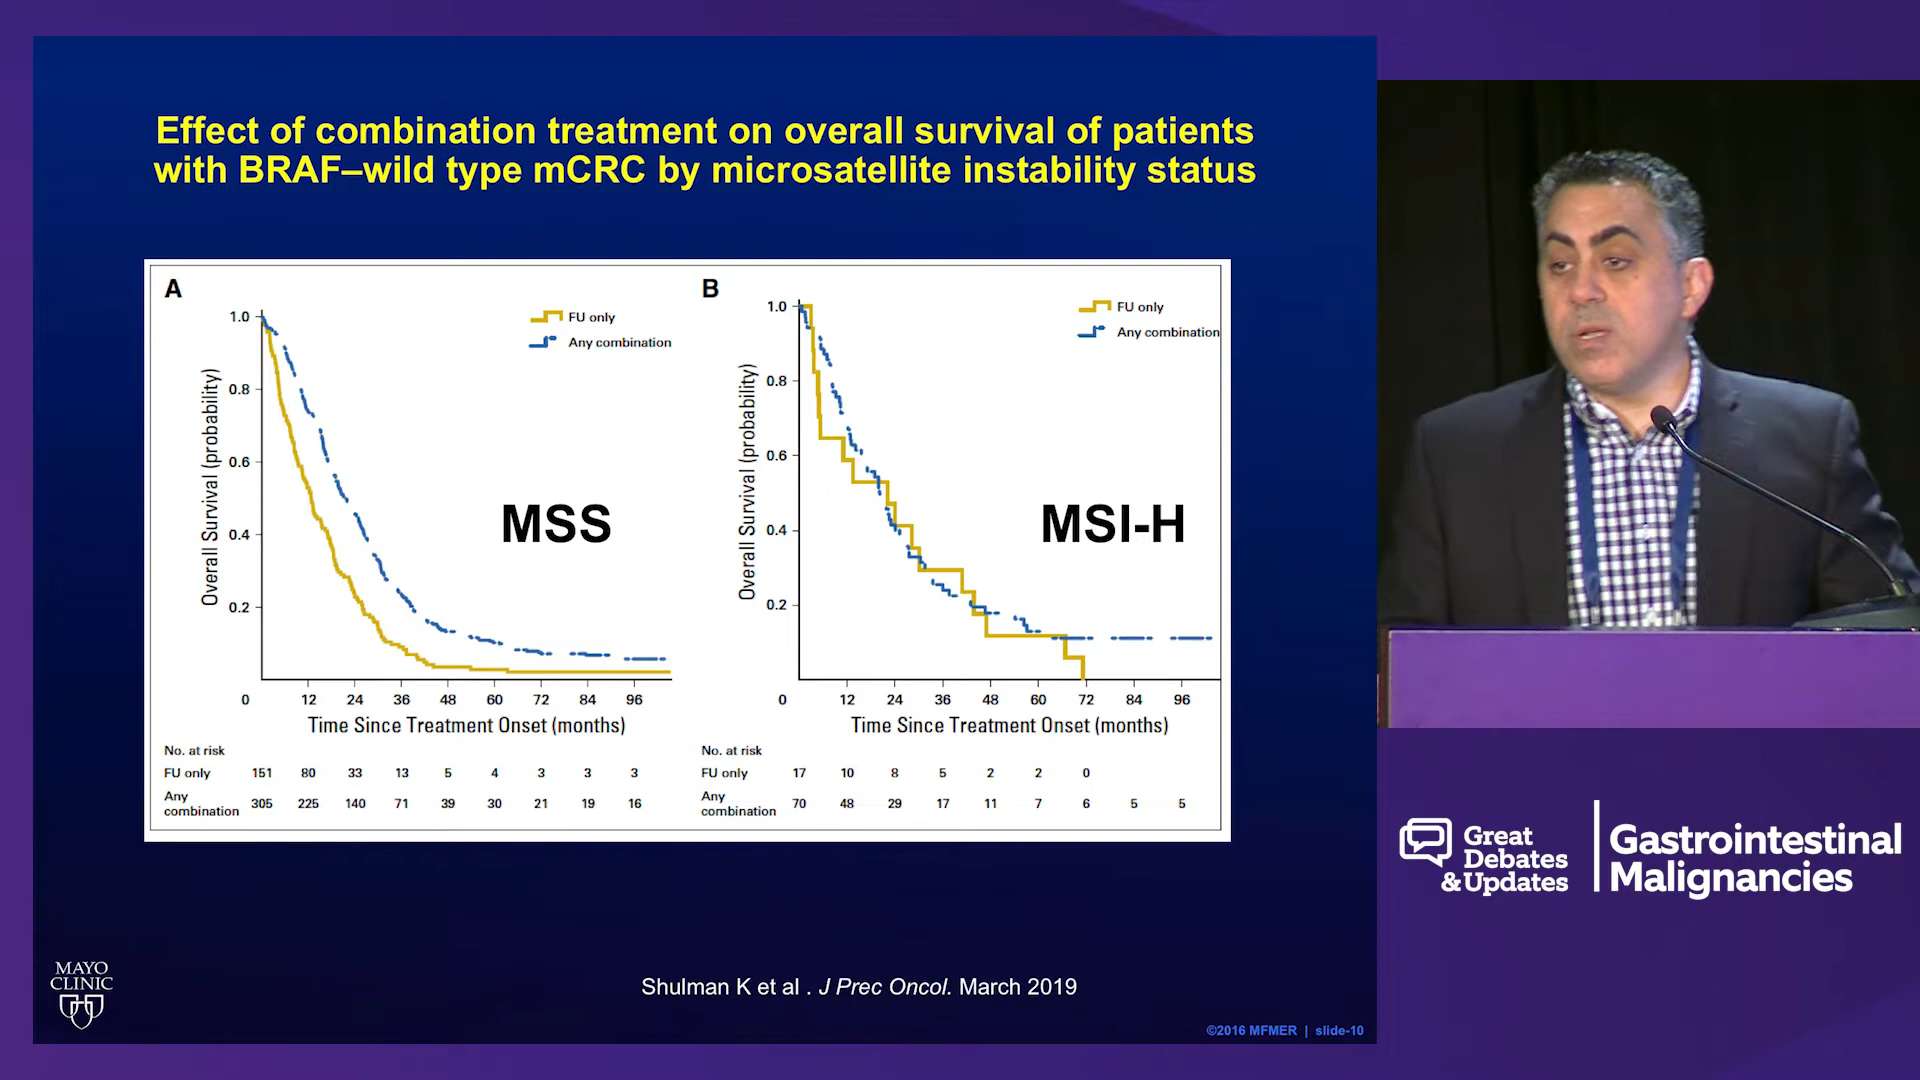 Effect of combination treatment on overall survival of patients
with BRAF–wild type mCRC by microsatellite instability status
A
FU only
Any combination
Overall Survival (probability)
1.0
0.8
0.6
0.4
0.2
MSS
0 12 24 36 48 60 72 84 96
Time Since Treatment Onset (months)
No. at risk
FU only 151 80 33 13 5 4 3 3 3
Any
combination 305 225 140 71 39 30 21 19 16
B
FU only
Any combination
Overall Survival (probability)
1.0
0.8
0.6
0.4
0.2
MSI-H
0 12 24 36 48 60 72 84 96
Time Since Treatment Onset (months)
No. at risk
FU only 17 10 8 5 2 2 0
Any
combination 70 48 29 17 11 7 6 5 5
Shulman K et al . J Prec Oncol. March 2019
MAYO
CLINIC
©2016 MFMER | slide-10
Great
Debates
&Updates
Gastrointestinal
Malignancies